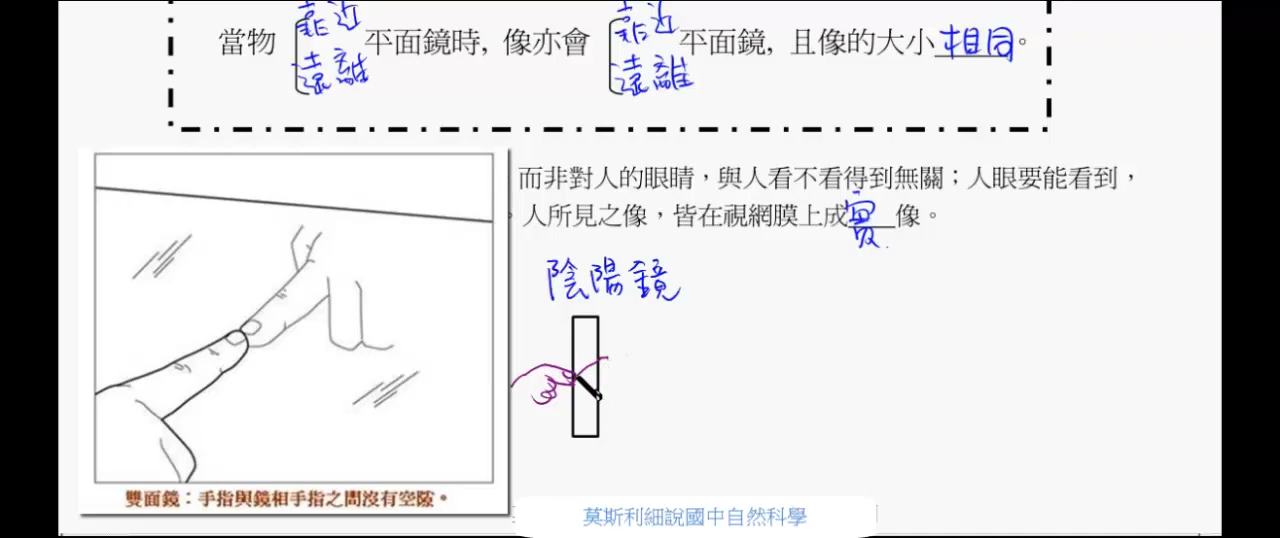 當物 靠近 平面鏡時, 像亦會 靠近 平面鏡, 且像的大小相同。
遠離 遠離
而非對人的眼睛，與人看不看得到無關；人眼要能看到，
。人所見之像，皆在視網膜上成實像。
陰陽鏡
雙面鏡：手指與鏡相手指之間沒有空隙。
莫斯利細說國中自然科學